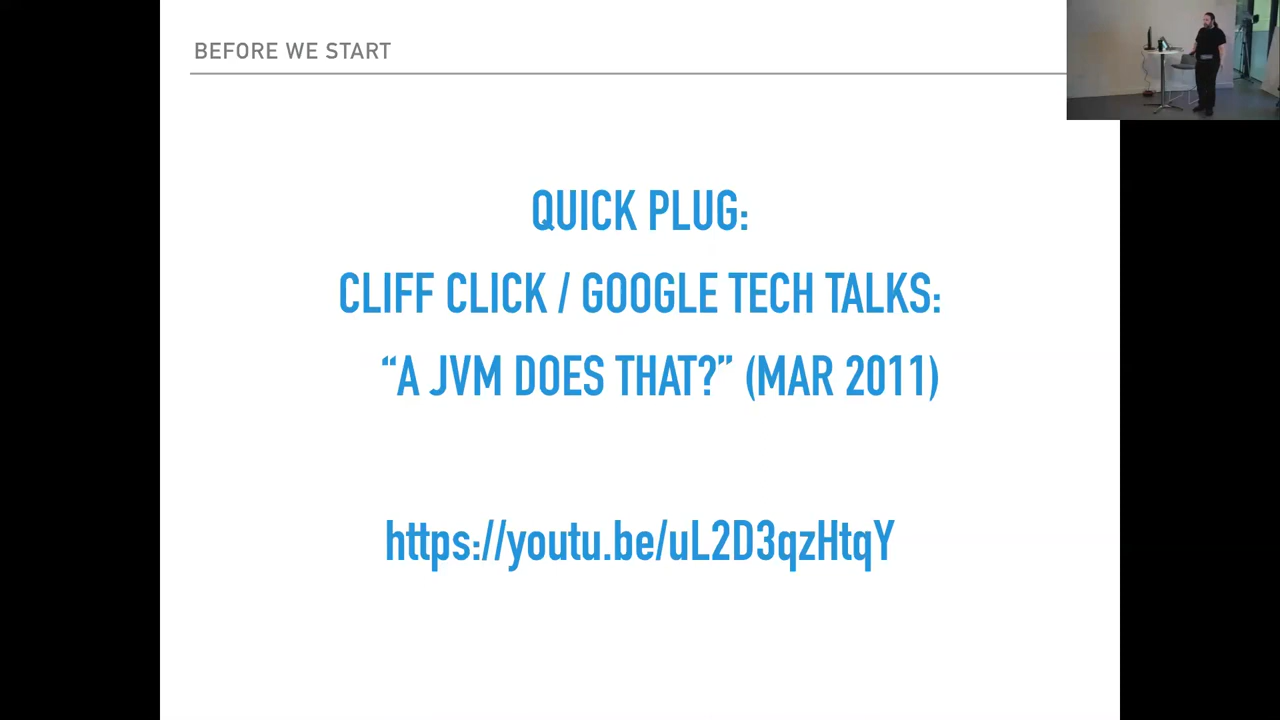 BEFORE WE START
QUICK PLUG:
CLIFF CLICK / GOOGLE TECH TALKS:
“A JVM DOES THAT?” (MAR 2011)
https://youtu.be/uL2D3qzHtqY